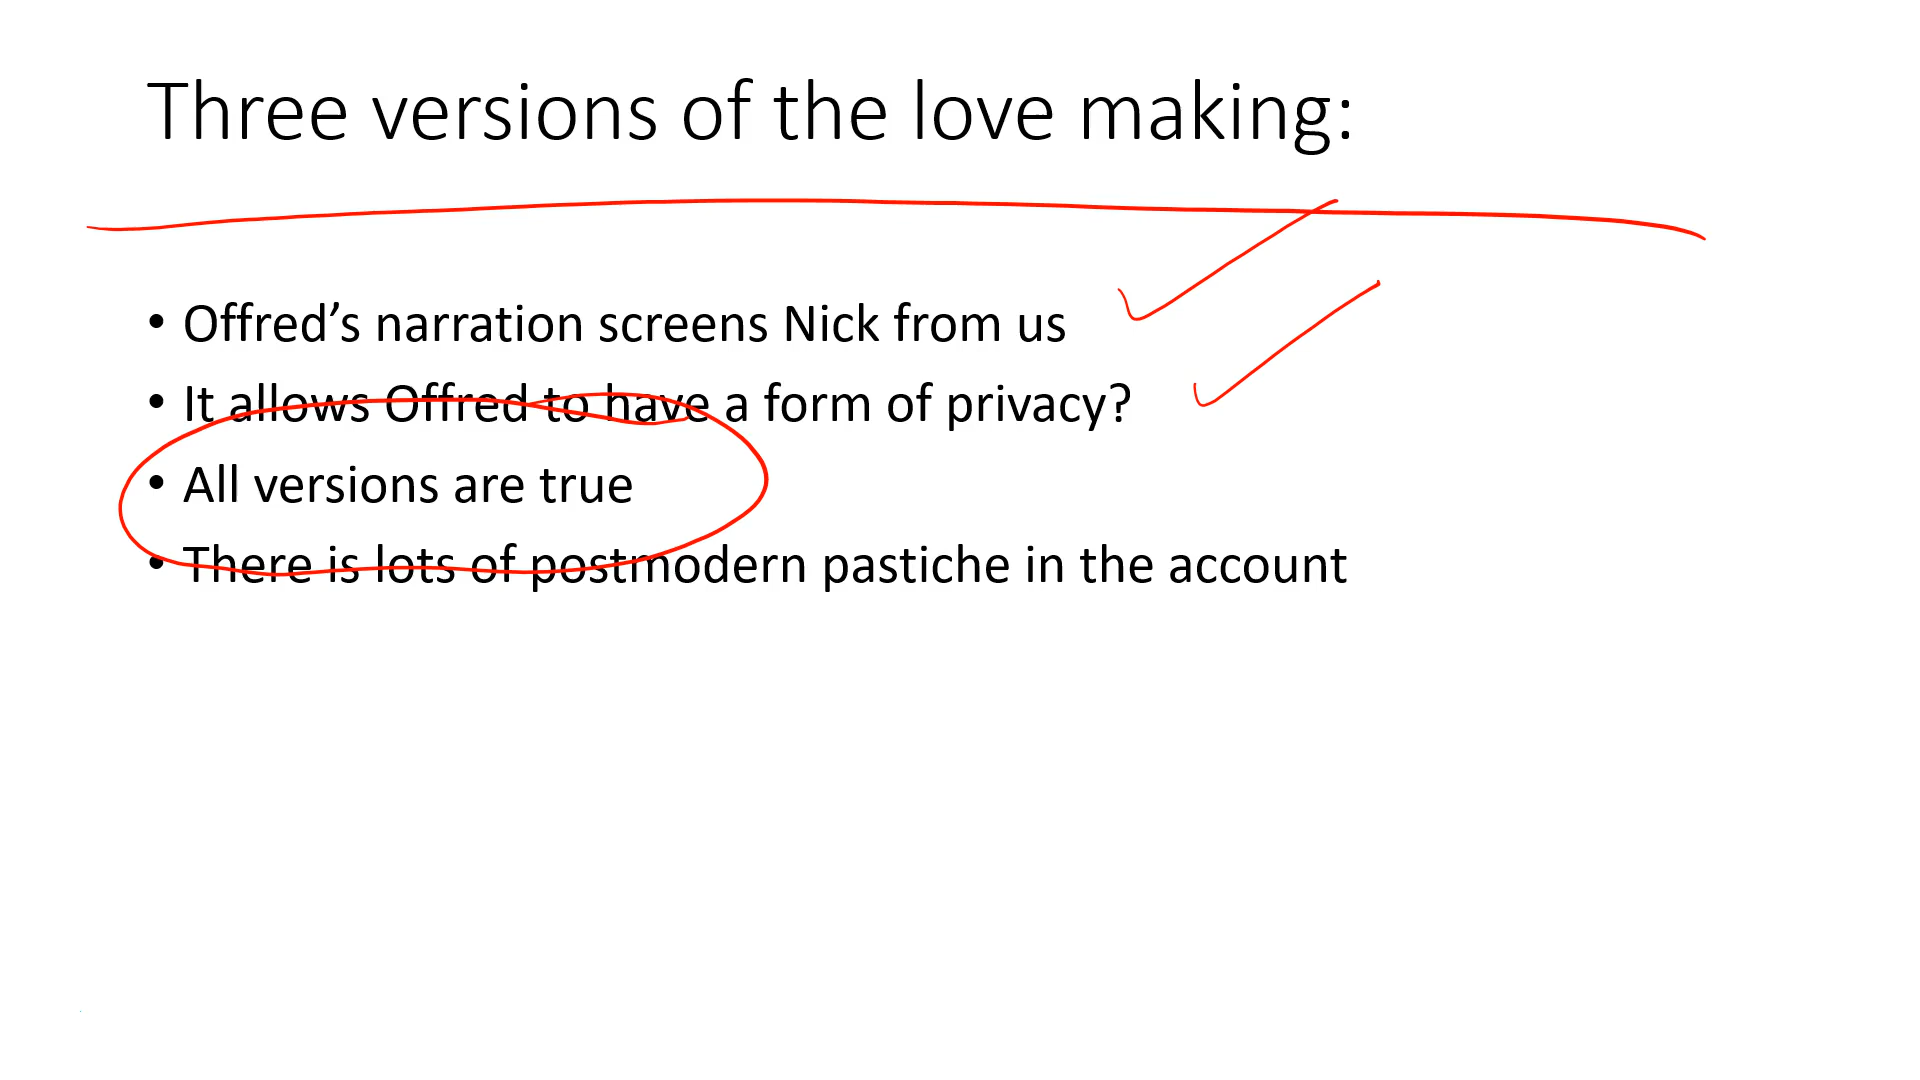 Three versions of the love making:
• Offred’s narration screens Nick from us
• It allows Offred to have a form of privacy?
• All versions are true
• There is lots of postmodern pastiche in the account